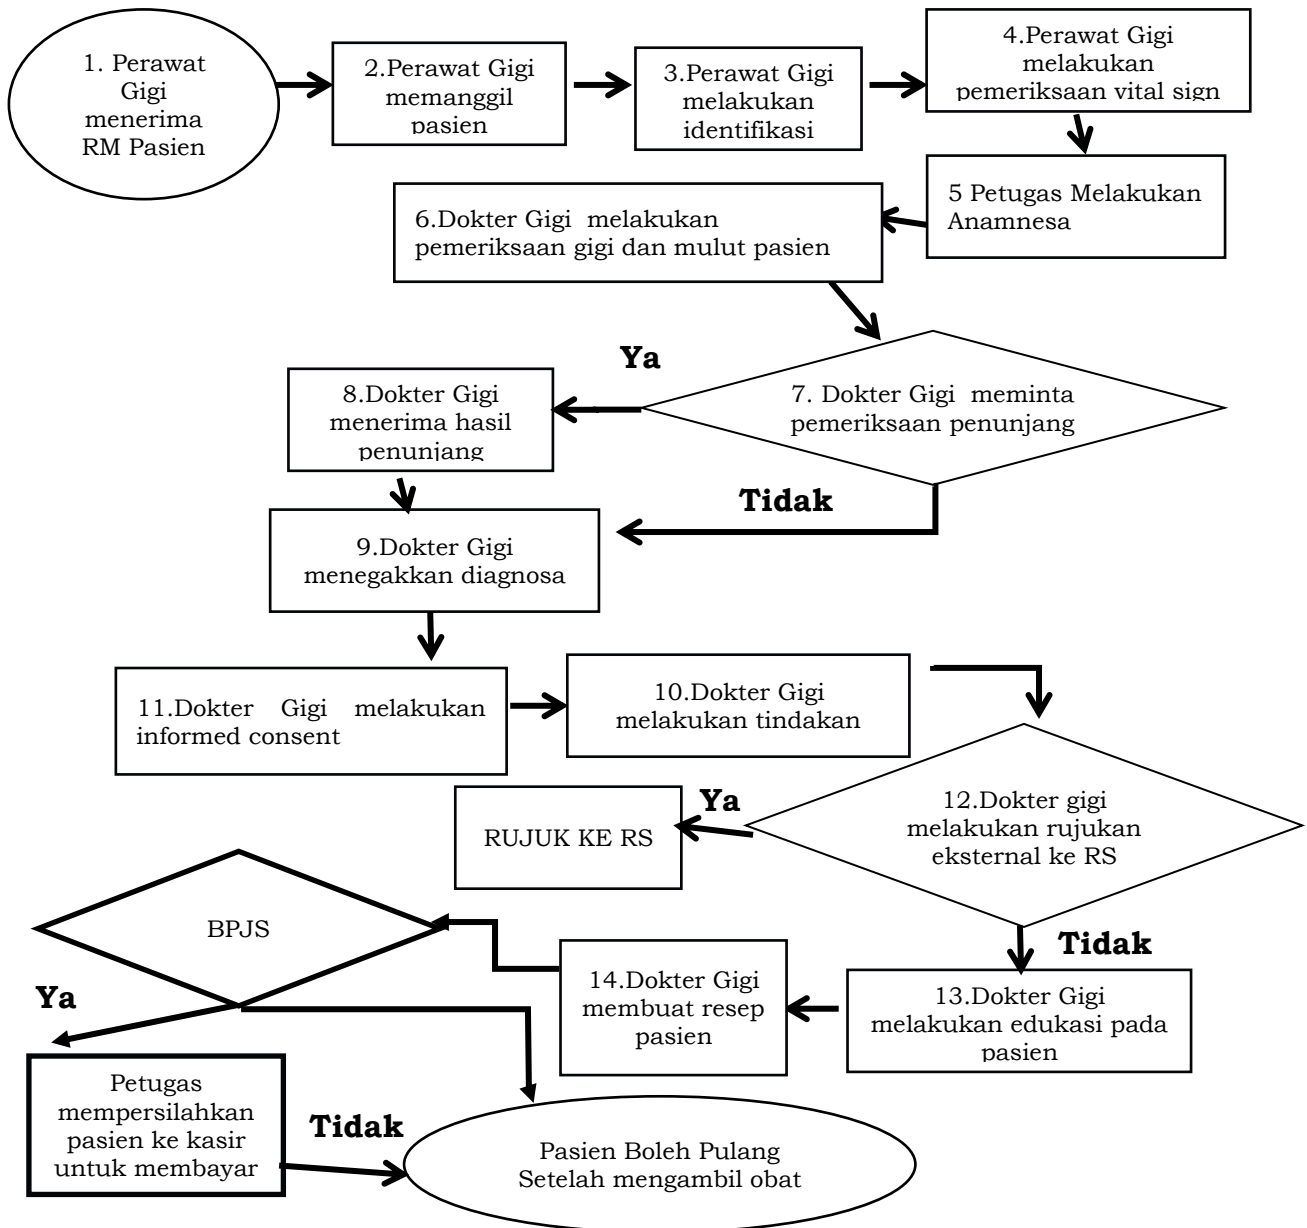 1. Perawat
Gigi
menerima
RM Pasien
2.Perawat Gigi
memanggil
pasien
3.Perawat Gigi
melakukan
identifikasi
4.Perawat Gigi
melakukan
pemeriksaan vital sign
5 Petugas Melakukan
Anamnesa
6.Dokter Gigi melakukan
pemeriksaan gigi dan mulut pasien
7. Dokter Gigi meminta
pemeriksaan penunjang
Ya
8.Dokter Gigi
menerima hasil
penunjang
Tidak
9.Dokter Gigi
menegakkan diagnosa
11.Dokter Gigi melakukan
informed consent
10.Dokter Gigi
melakukan tindakan
12.Dokter gigi
melakukan rujukan
eksternal ke RS
Ya
RUJUK KE RS
Tidak
13.Dokter Gigi
melakukan edukasi pada
pasien
14.Dokter Gigi
membuat resep
pasien
BPJS
Ya
Petugas
mempersilahkan
pasien ke kasir
untuk membayar
Tidak
Pasien Boleh Pulang
Setelah mengambil obat